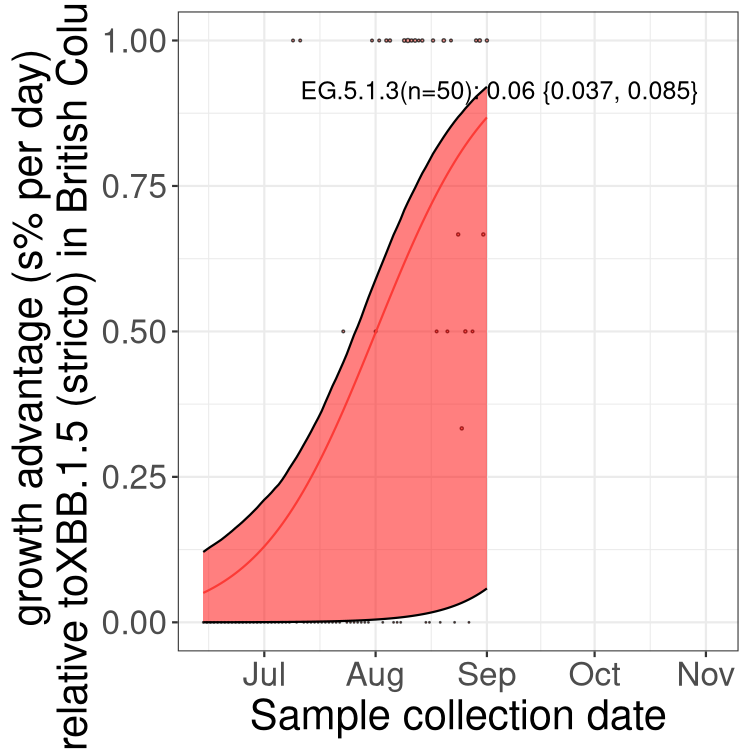 growth advantage (s% per day)
relative toXBB.1.5 (stricto) in British Colu
1.00
0.75
0.50
0.25
0.00
EG.5.1.3(n=50): 0.06 {0.037, 0.085}
Jul Aug Sep Oct Nov
Sample collection date